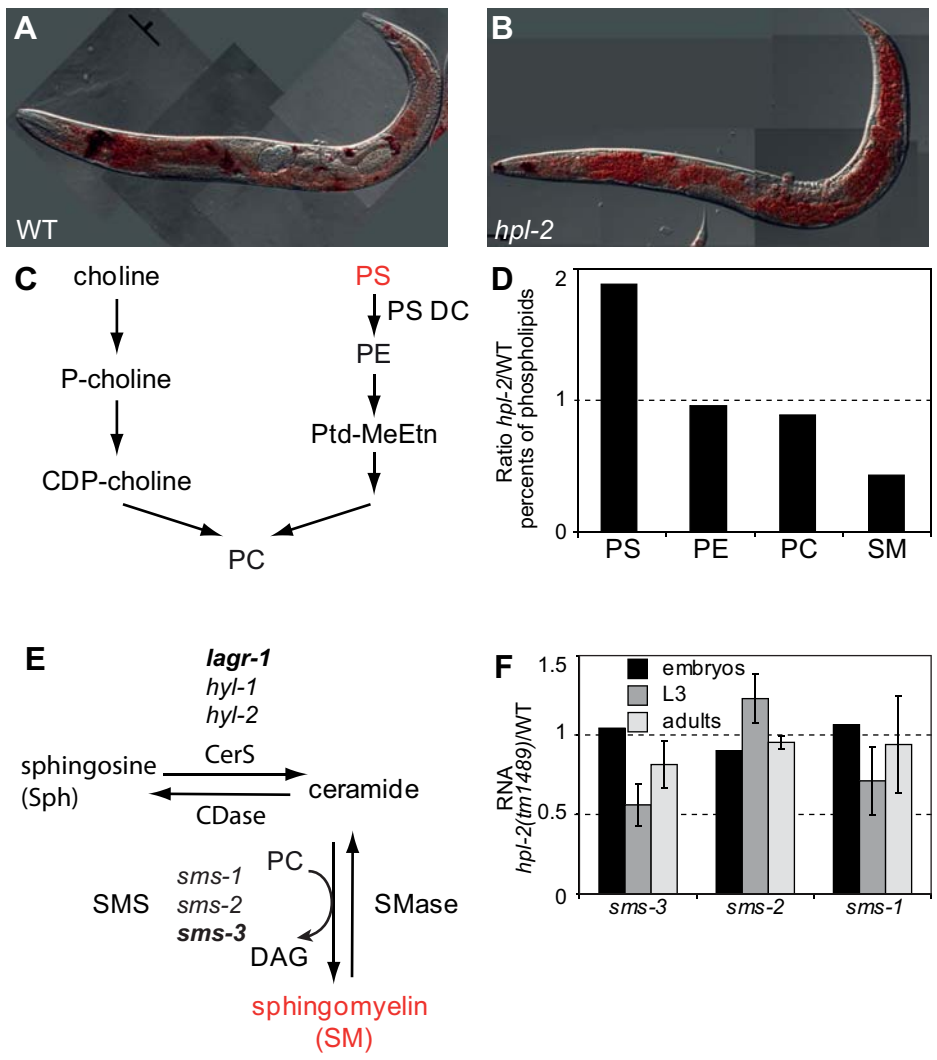 A
WT
B
hpl-2
C
choline
P-choline
CDP-choline
PS
PS DC
PE
Ptd-MeEtn
PC
D
Ratio hpl-2/WT
percents of phospholipids
2
1
0
PS PE PC SM
E
lagr-1
hyl-1
hyl-2
CerS
sphingosine
(Sph)
ceramide
CDase
PC
SMS
sms-1
sms-2
sms-3
SMase
DAG
sphingomyelin
(SM)
F
RNA
hpl-2(tm1489)/WT
1.5
1
0.5
0
embryos
L3
adults
sms-3 sms-2 sms-1